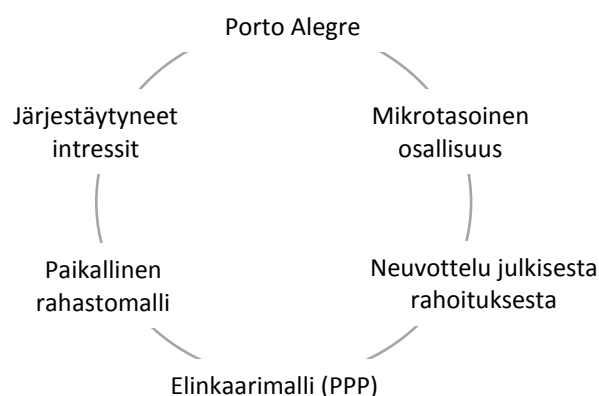 Porto Alegre
Järjestäytyneet
intressit
Mikrotasoinen
osallisuus
Paikallinen
rahastomalli
Neuvottelu julkisesta
rahoituksesta
Elinkaarimalli (PPP)